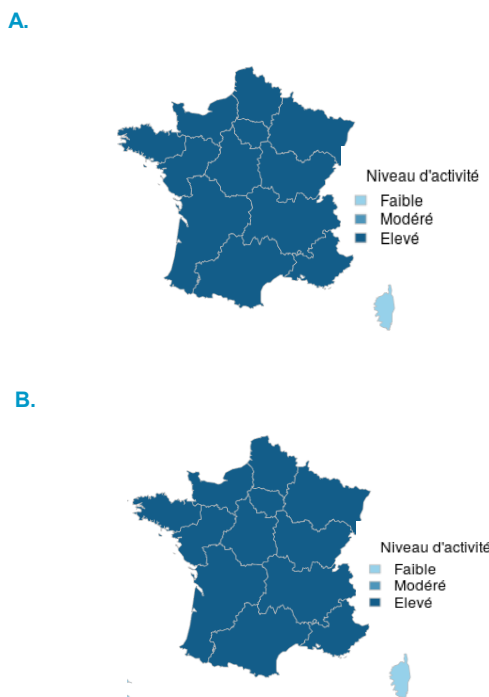 A.
Niveau d'activité
Faible
Modéré
Elevé
B.
Niveau d'activité
Faible
Modéré
Elevé